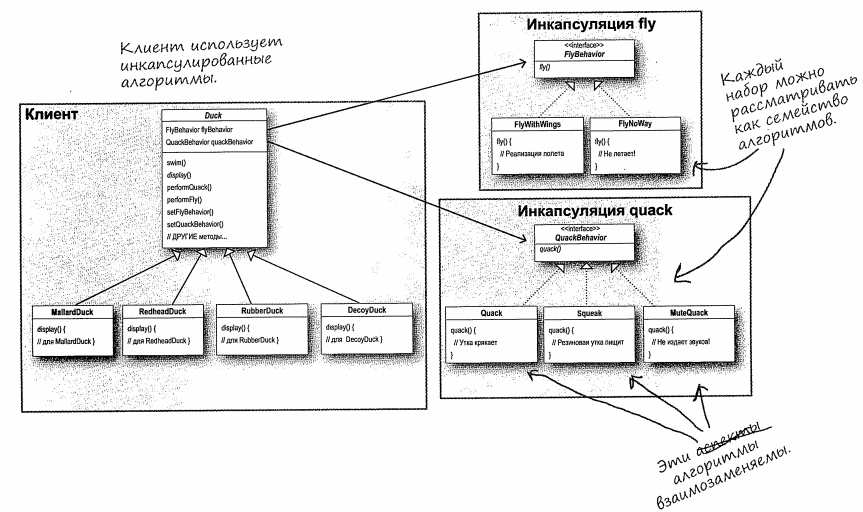 Клиент использует
инкапсулированные
алгоритмы.
Клиент
Duck
FlyBehavior flyBehavior
QuackBehavior quackBehavior
swim()
display()
performQuack()
performFly()
setFlyBehavior()
setQuackBehavior()
// ДРУГИЕ методы...
MallardDuck
display() {
// для MallardDuck }
RedheadDuck
display() {
// для RedheadDuck }
RubberDuck
display() {
// для RubberDuck }
DecoyDuck
display() {
// для DecoyDuck }
Инкапсуляция fly
<<interface>>
FlyBehavior
fly()
FlyWithWings
fly() {
// Реализация полета
}
FlyNoWay
fly() {
// Не летает!
}
Каждый
набор можно
рассматривать
как семейство
алгоритмов.
Инкапсуляция quack
<<interface>>
QuackBehavior
quack()
Quack
quack() {
// Утка крякает
}
Squeak
quack() {
// Резиновая утка пищит
}
MuteQuack
quack() {
// Не издает звуков!
}
Эти аспекты
алгоритмы
взаимозаменяемы.